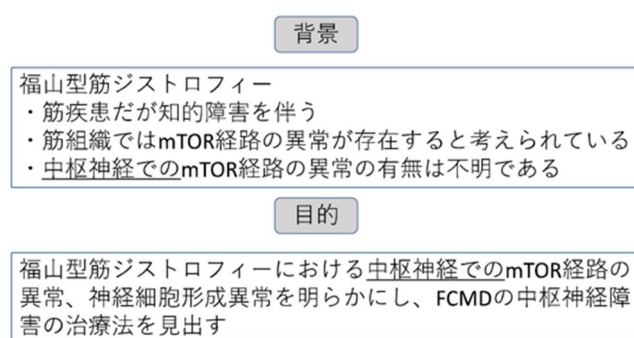 背景
福山型筋ジストロフィー
・筋疾患だが知的障害を伴う
・筋組織ではmTOR経路の異常が存在すると考えられている
・中枢神経でのmTOR経路の異常の有無は不明である
目的
福山型筋ジストロフィーにおける中枢神経でのmTOR経路の
異常、神経細胞形成異常を明らかにし、FCMDの中枢神経障
害の治療法を見出す